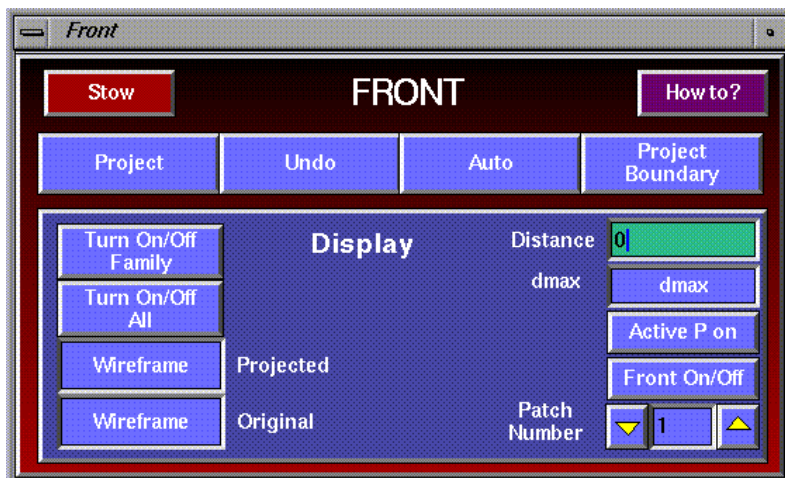 Front
Stow
FRONT
How to?
Project
Undo
Auto
Project
Boundary
Turn On/Off
Family
Display
Distance
0
Turn On/Off
All
dmax
dmax
Active P on
Wireframe
Projected
Front On/Off
Wireframe
Original
Patch
Number
1